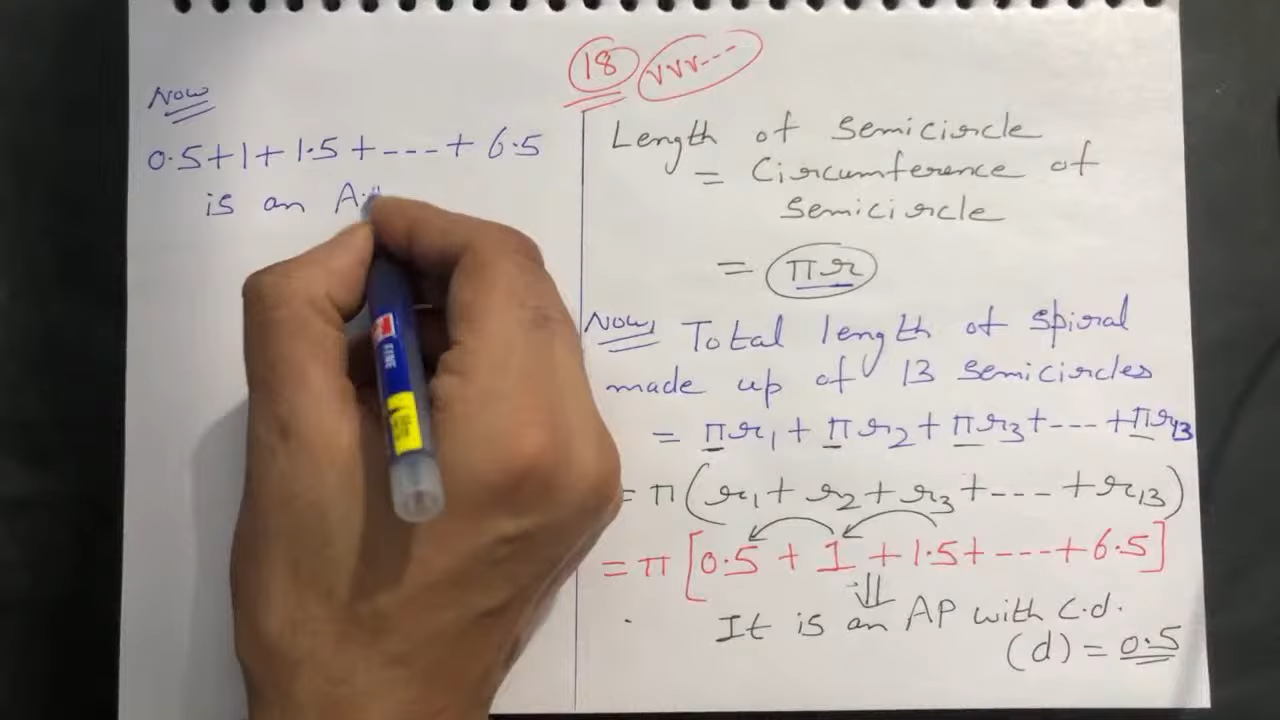 18 vvv---
Now
0.5+1+1.5+---+6.5
is an A
Length of semicircle
= Circumference of
semicircle
= πr
Now, Total length of spiral
made up of 13 semicircles
= πr₁+πr₂+πr₃+---+πr₁₃
= π(r₁+r₂+r₃+---+r₁₃)
= π[0.5+1+1.5+---+6.5]
It is an AP with c.d.
(d) = 0.5
FINE